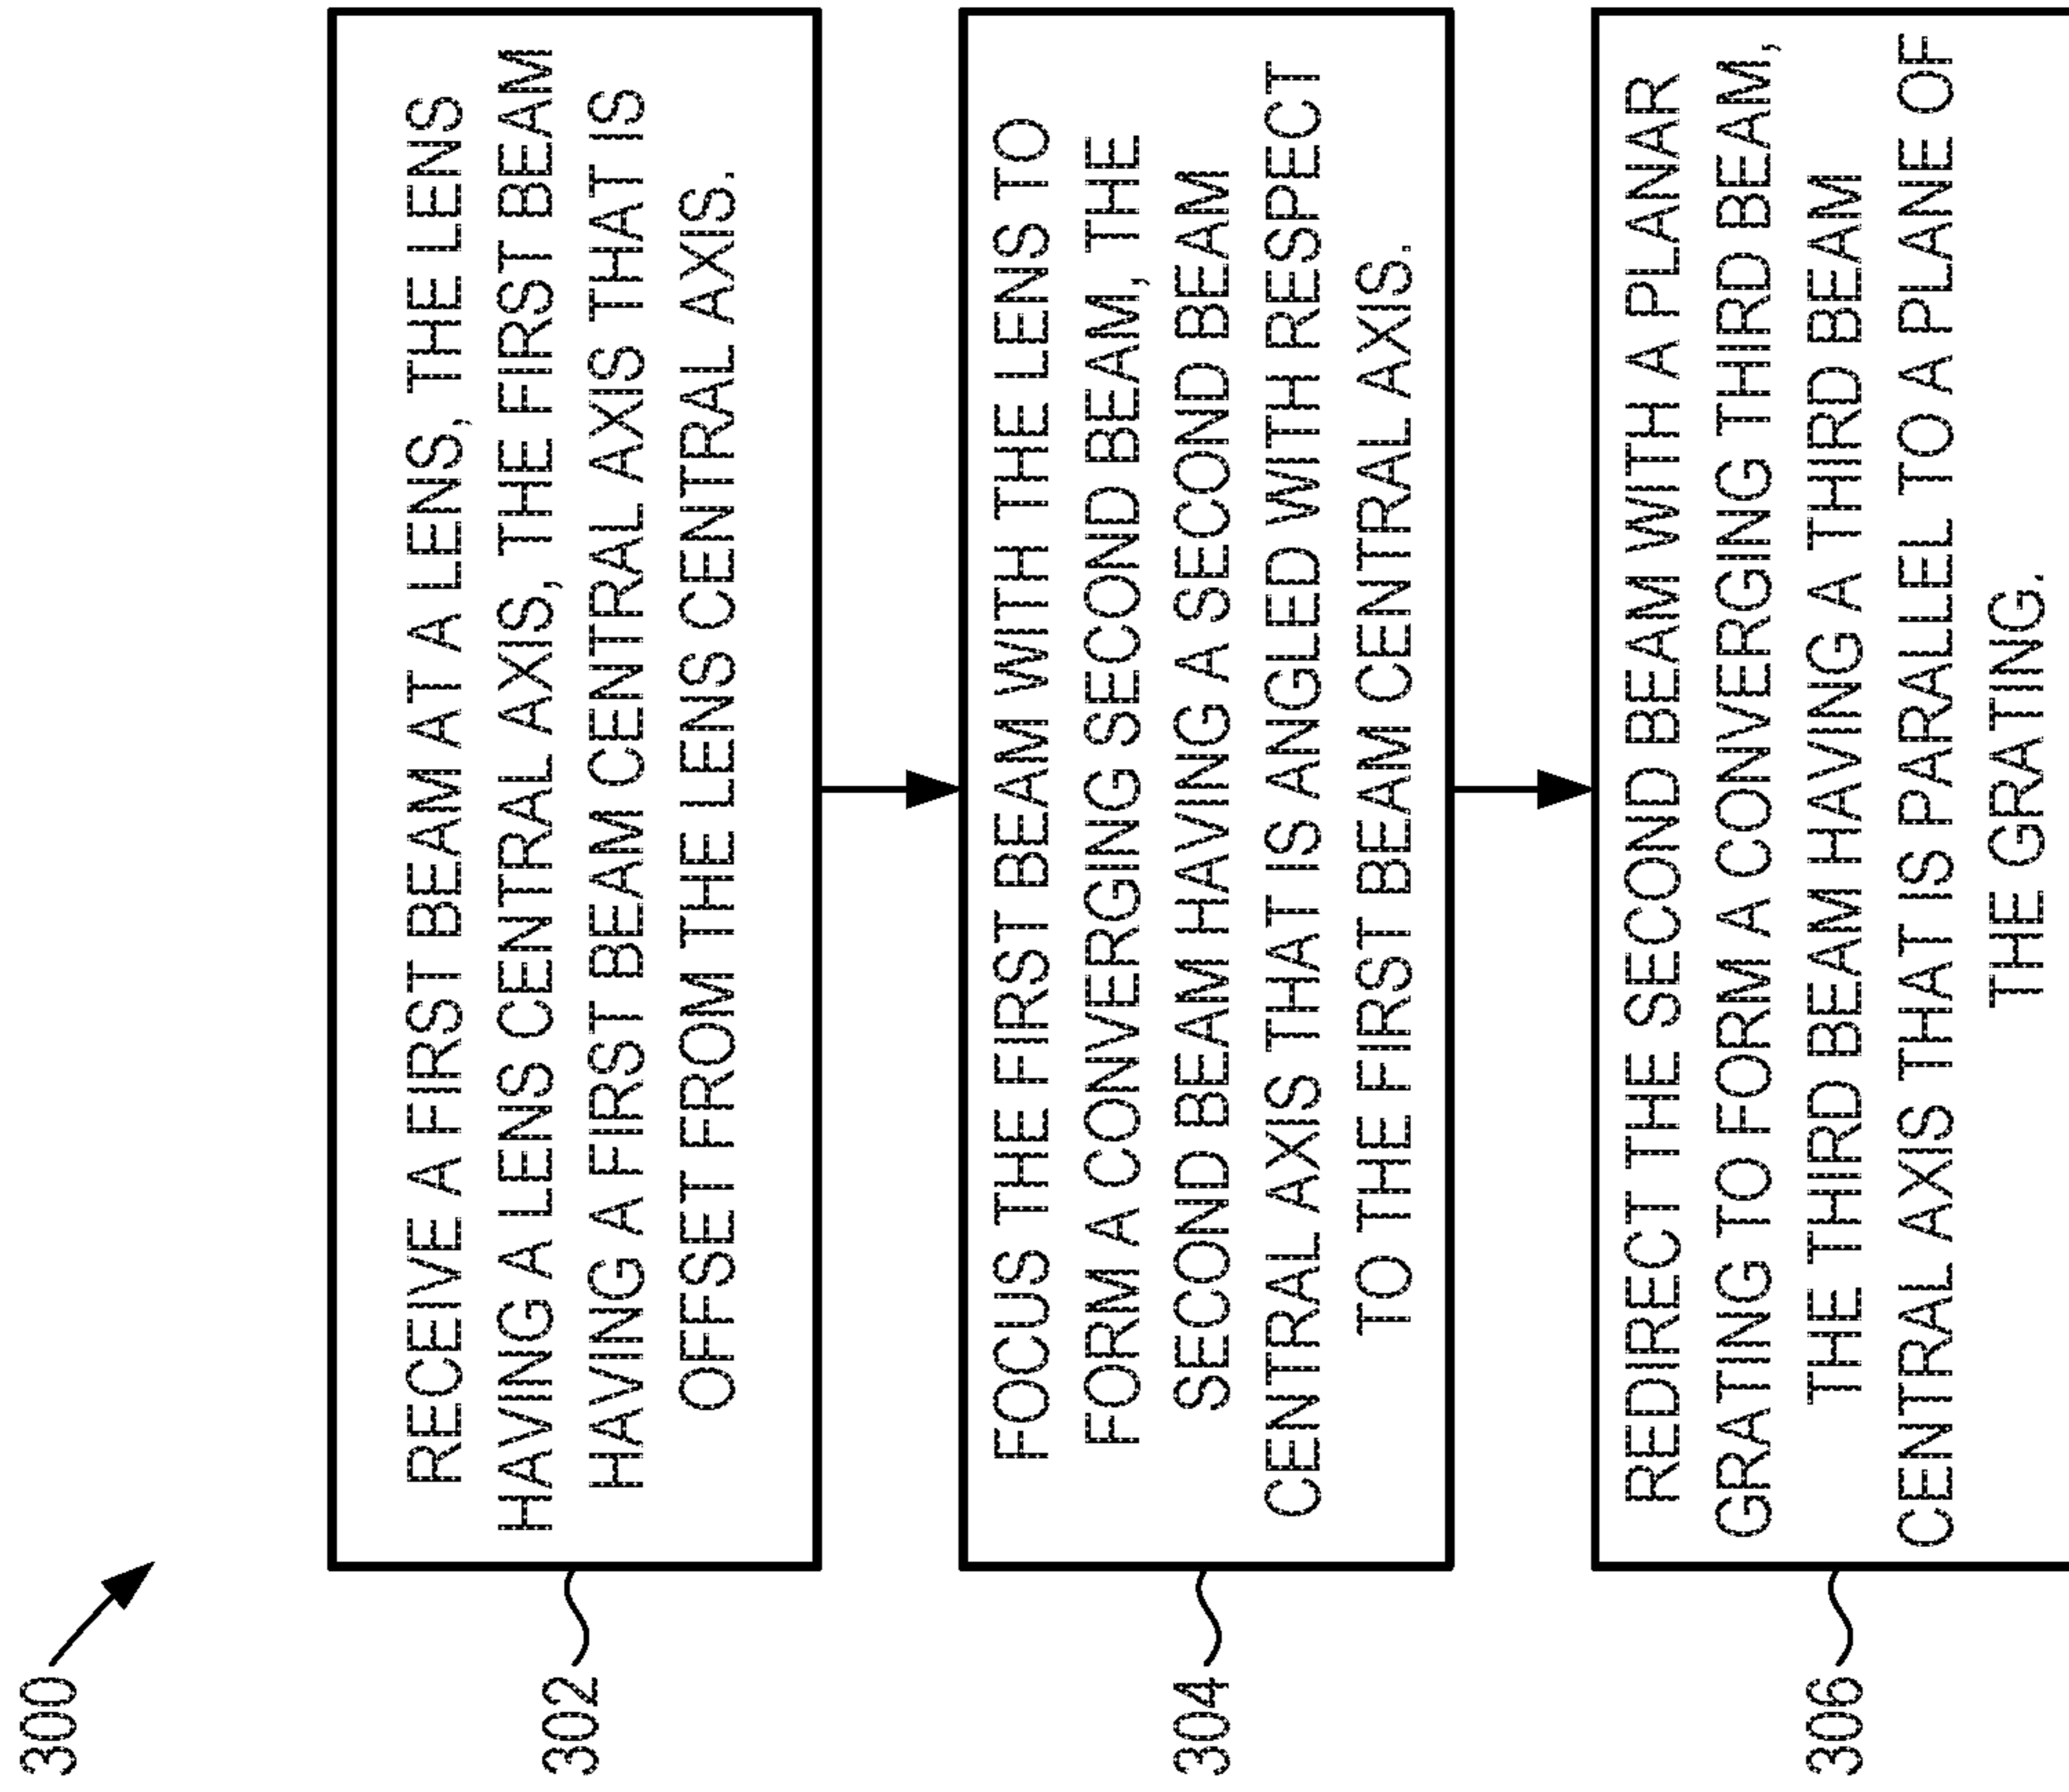 300
302
RECEIVE A FIRST BEAM AT A LENS, THE LENS
HAVING A LENS CENTRAL AXIS, THE FIRST BEAM
HAVING A FIRST BEAM CENTRAL AXIS THAT IS
OFFSET FROM THE LENS CENTRAL AXIS.
304
FOCUS THE FIRST BEAM WITH THE LENS TO
FORM A CONVERGING SECOND BEAM, THE
SECOND BEAM HAVING A SECOND BEAM
CENTRAL AXIS THAT IS ANGLED WITH RESPECT
TO THE FIRST BEAM CENTRAL AXIS.
306
REDIRECT THE SECOND BEAM WITH A PLANAR
GRATING TO FORM A CONVERGING THIRD BEAM,
THE THIRD BEAM HAVING A THIRD BEAM
CENTRAL AXIS THAT IS PARALLEL TO A PLANE OF
THE GRATING.